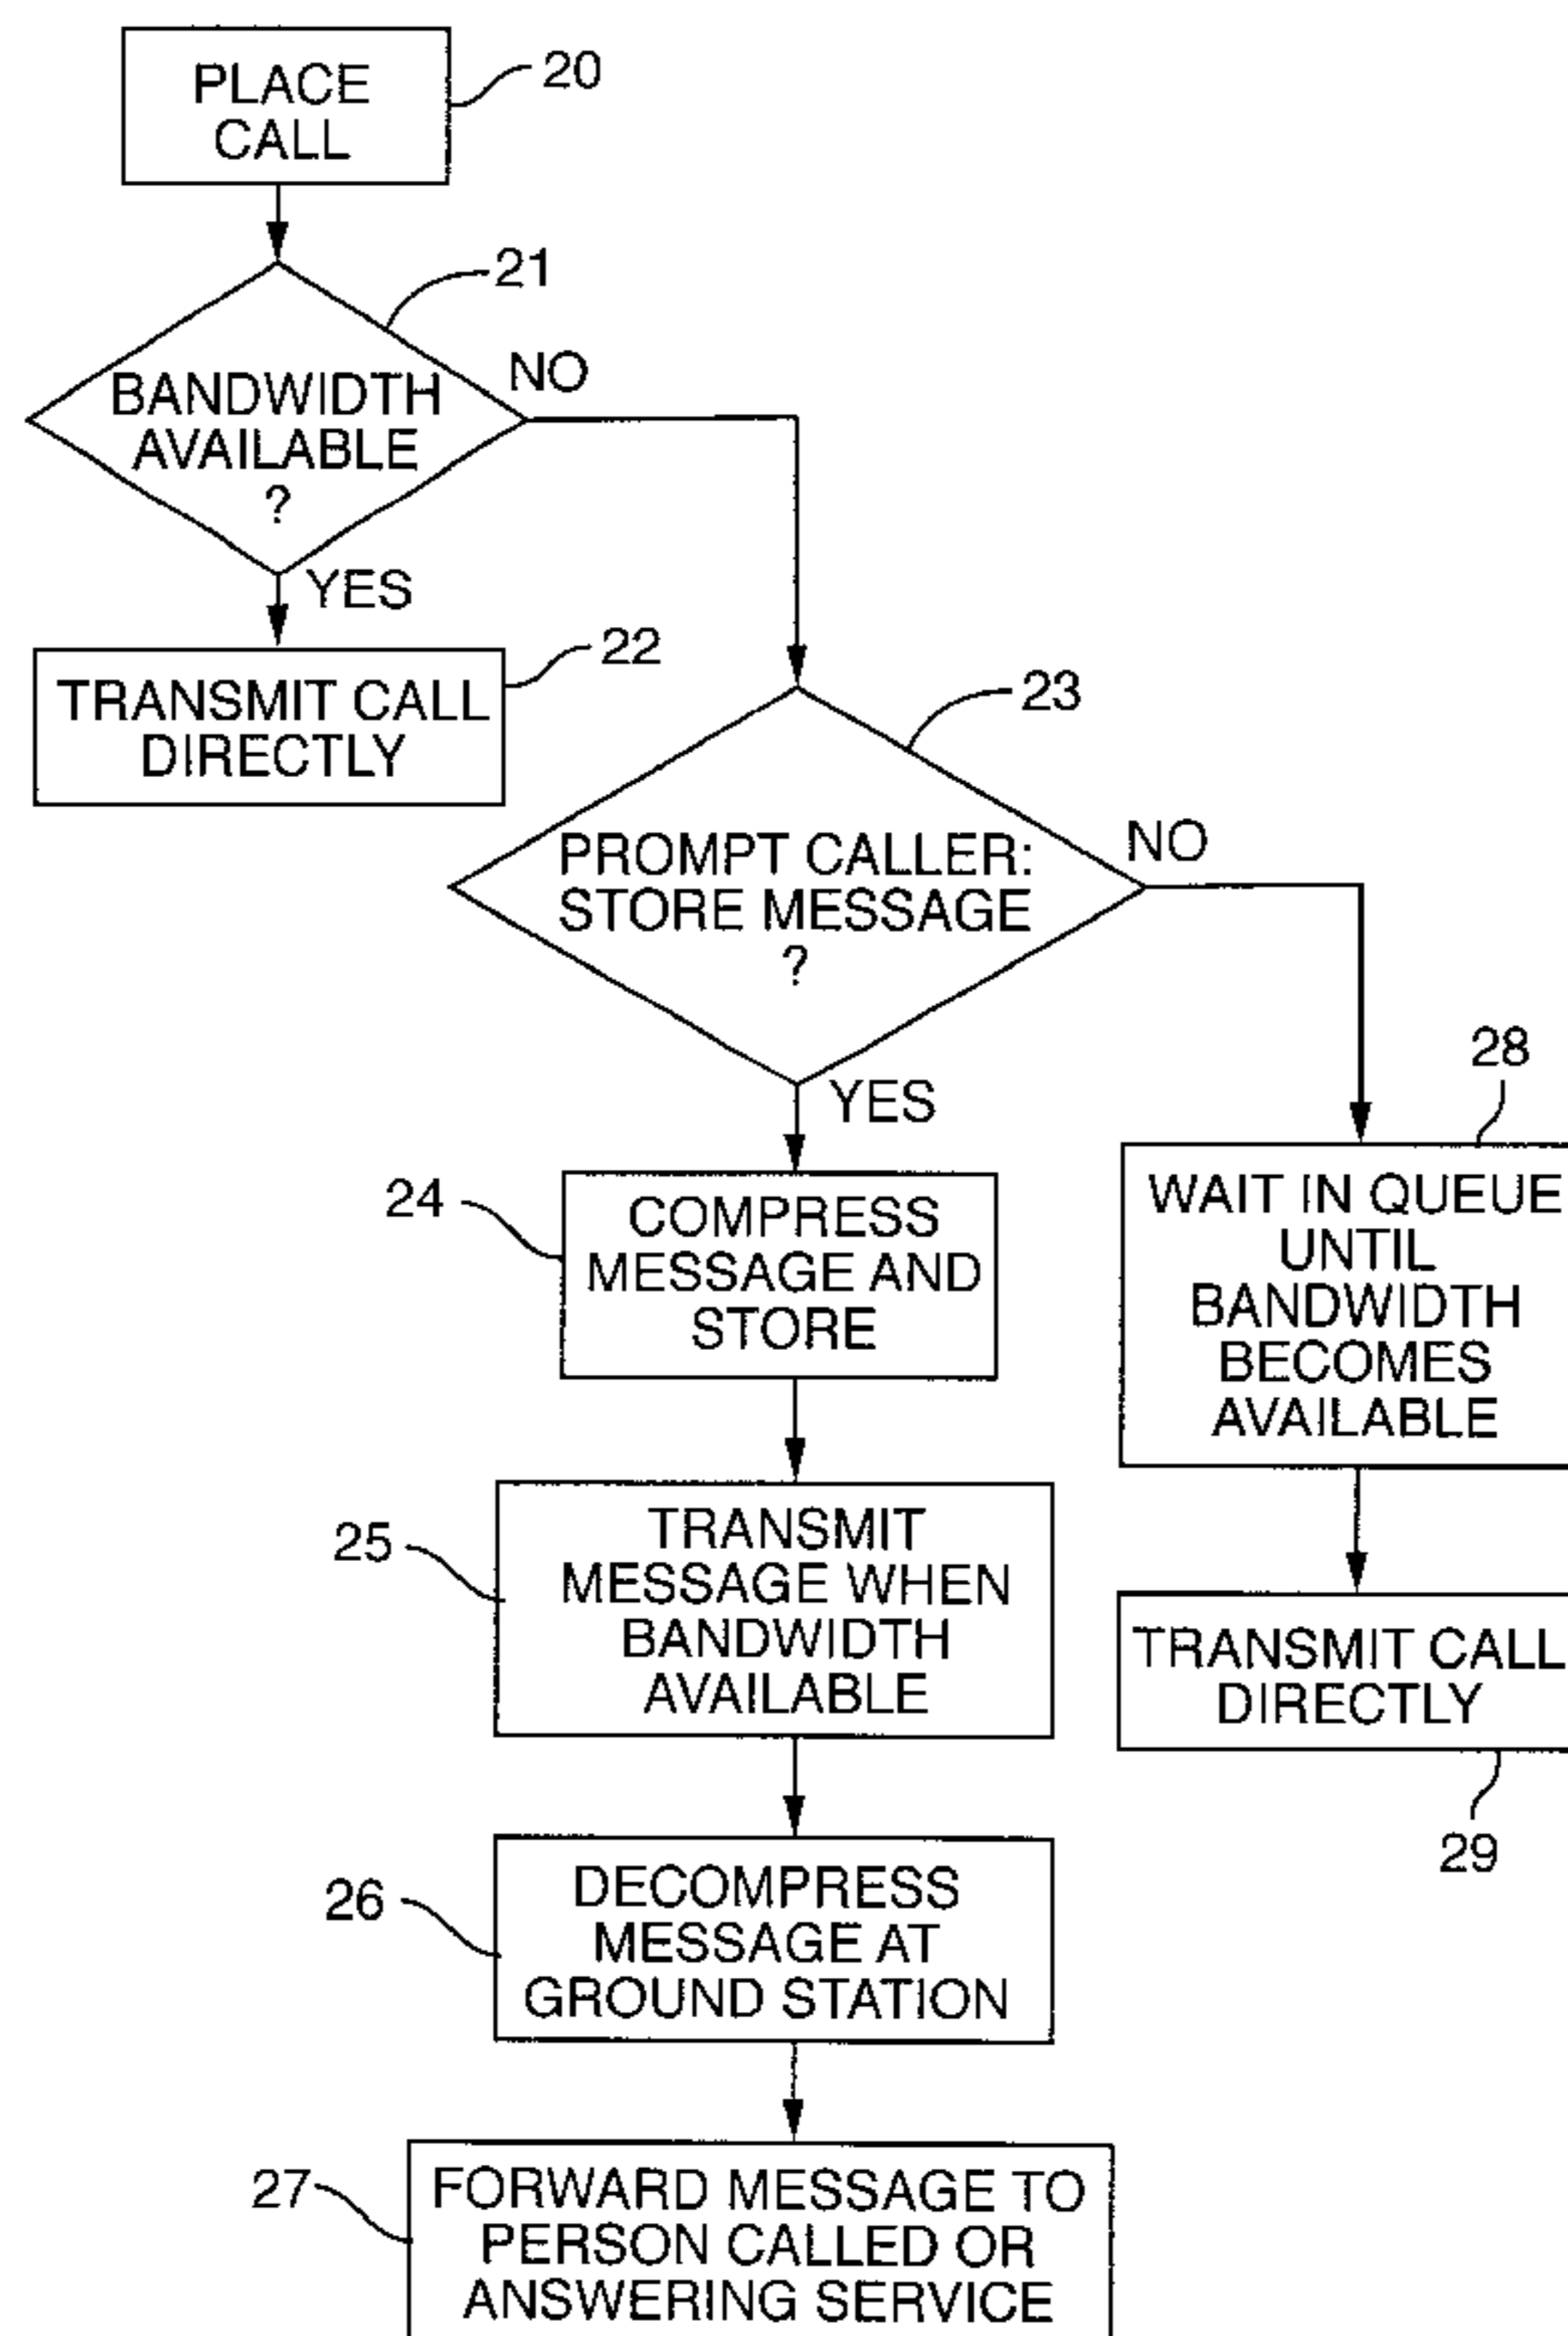 PLACE
CALL
20
21
BANDWIDTH
AVAILABLE
?
NO
YES
22
TRANSMIT CALL
DIRECTLY
23
PROMPT CALLER:
STORE MESSAGE
?
NO
YES
24
COMPRESS
MESSAGE AND
STORE
28
WAIT IN QUEUE
UNTIL
BANDWIDTH
BECOMES
AVAILABLE
25
TRANSMIT
MESSAGE WHEN
BANDWIDTH
AVAILABLE
TRANSMIT CALL
DIRECTLY
29
26
DECOMPRESS
MESSAGE AT
GROUND STATION
27
FORWARD MESSAGE TO
PERSON CALLED OR
ANSWERING SERVICE